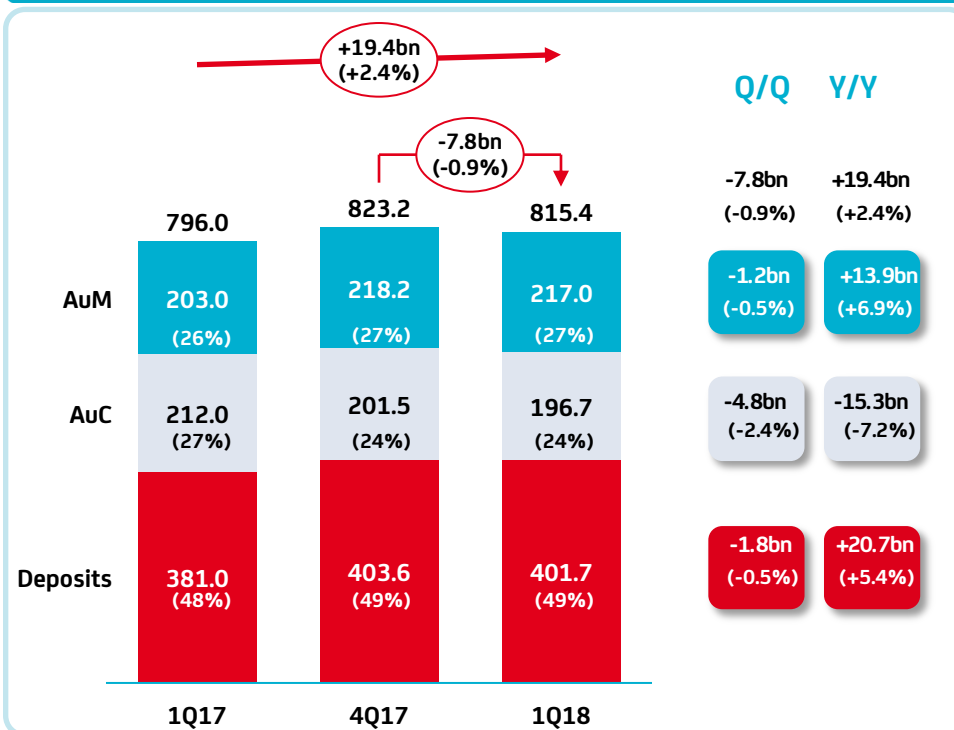 +19.4bn
(+2.4%)
Q/Q Y/Y
-7.8bn
(-0.9%)
-7.8bn +19.4bn
(-0.9%) (+2.4%)
796.0 823.2 815.4
AuM 203.0 218.2 217.0 -1.2bn +13.9bn
(26%) (27%) (27%) (-0.5%) (+6.9%)
AuC 212.0 201.5 196.7 -4.8bn -15.3bn
(27%) (24%) (24%) (-2.4%) (-7.2%)
Deposits 381.0 403.6 401.7 -1.8bn +20.7bn
(48%) (49%) (49%) (-0.5%) (+5.4%)
1Q17 4Q17 1Q18